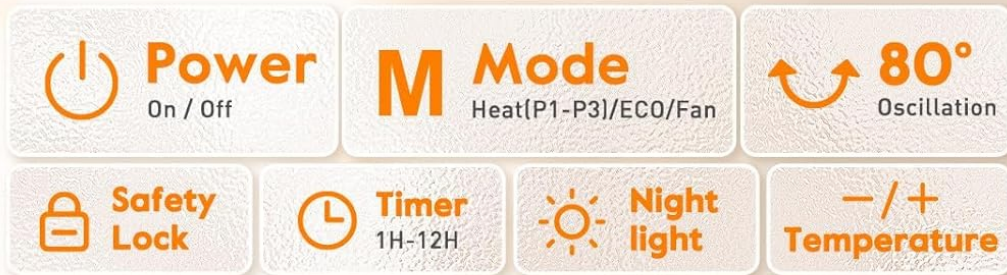 Power
On / Off
M
Mode
Heat(P1-P3)/ECO/Fan
80°
Oscillation
Safety
Lock
Timer
1H-12H
Night
light
−/+
Temperature